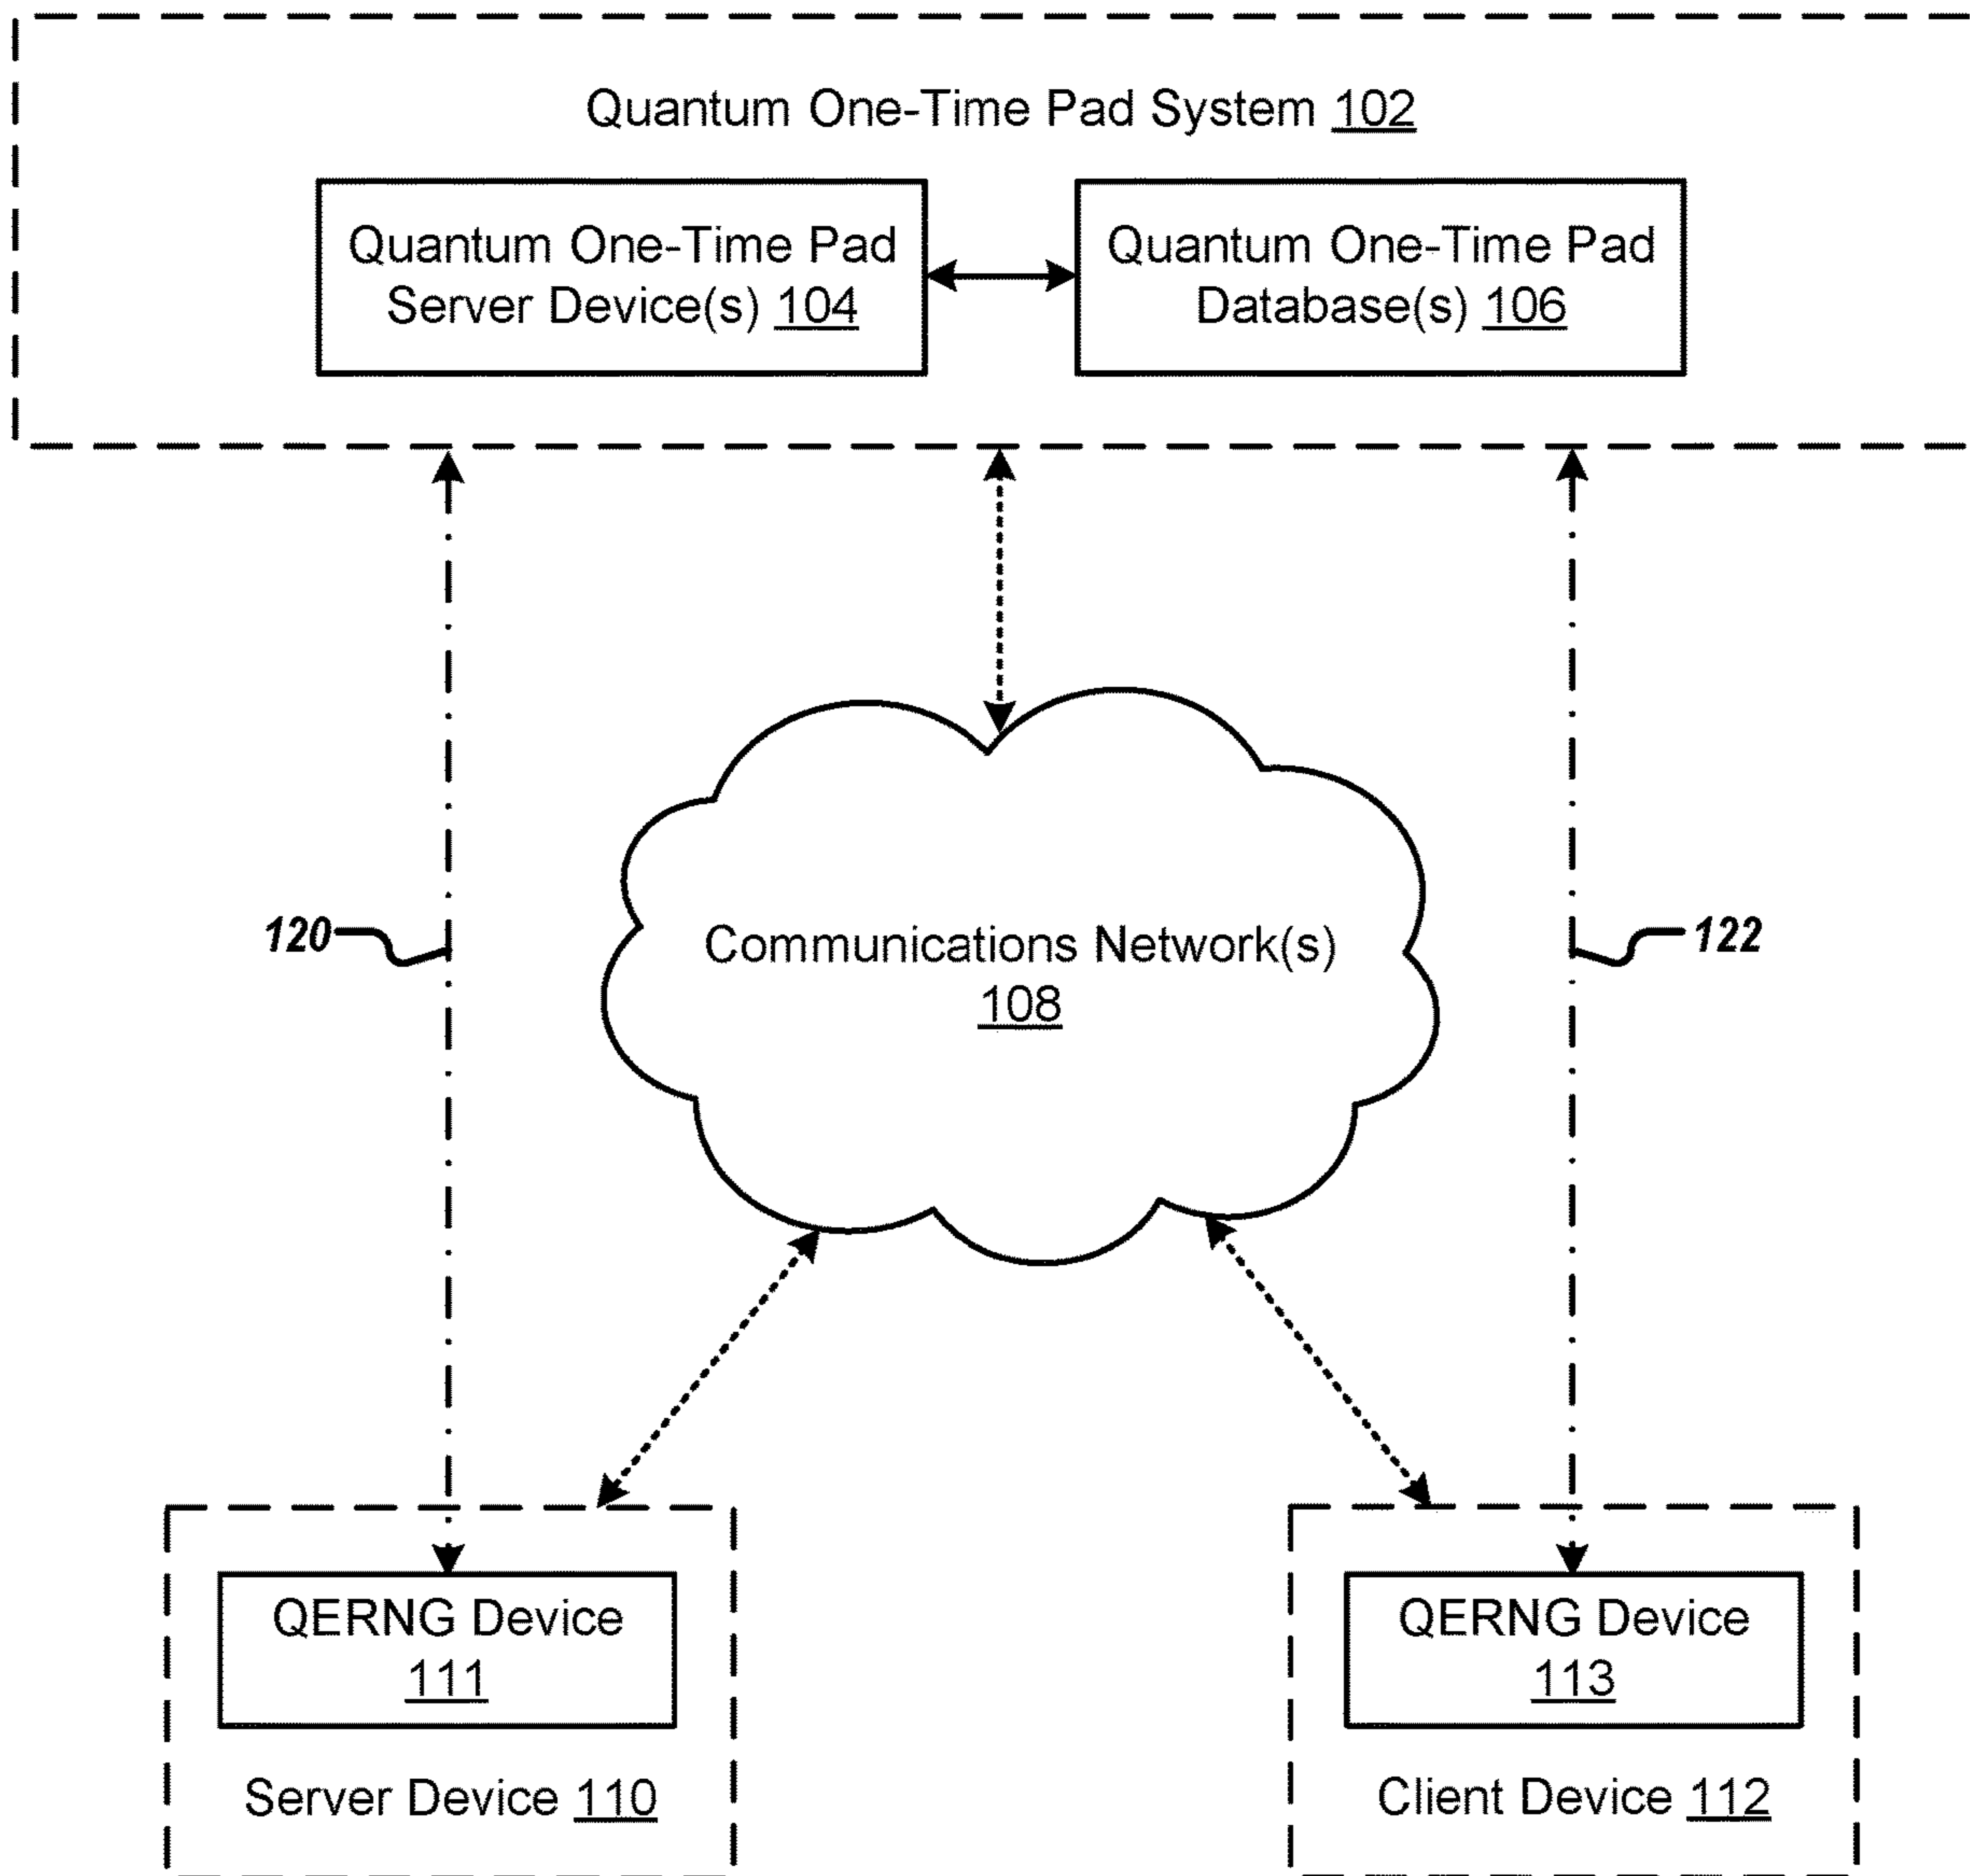 Quantum One-Time Pad System 102
Quantum One-Time Pad
Server Device(s) 104
Quantum One-Time Pad
Database(s) 106
120
Communications Network(s)
108
122
QERNG Device
111
Server Device 110
QERNG Device
113
Client Device 112